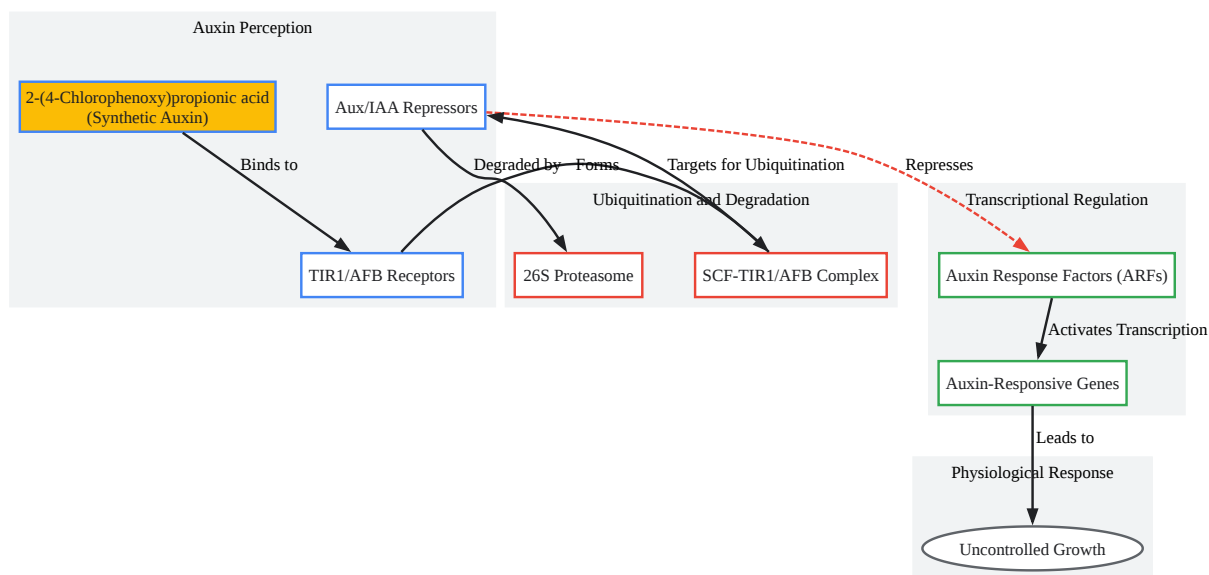 Auxin Perception
2-(4-Chlorophenoxy)propionic acid
(Synthetic Auxin)
Aux/IAA Repressors
Binds to
Degraded by
Forms
Targets for Ubiquitination
Represses
Ubiquitination and Degradation
Transcriptional Regulation
TIR1/AFB Receptors
26S Proteasome
SCF-TIR1/AFB Complex
Auxin Response Factors (ARFs)
Activates Transcription
Auxin-Responsive Genes
Leads to
Physiological Response
Uncontrolled Growth